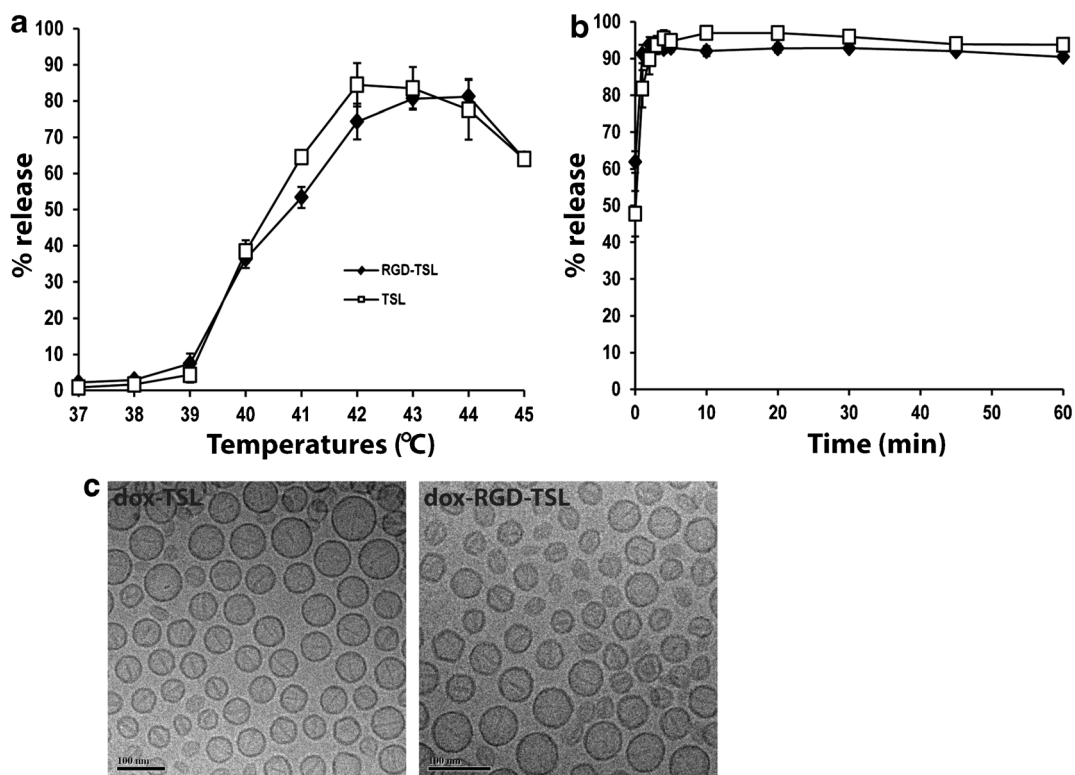 a
% release
100
90
80
70
60
50
40
30
20
10
0
37 38 39 40 41 42 43 44 45
Temperatures (°C)
RGD-TSL
TSL
b
% release
100
90
80
70
60
50
40
30
20
10
0
0 10 20 30 40 50 60
Time (min)
c
dox-TSL
100 nm
dox-RGD-TSL
100 nm